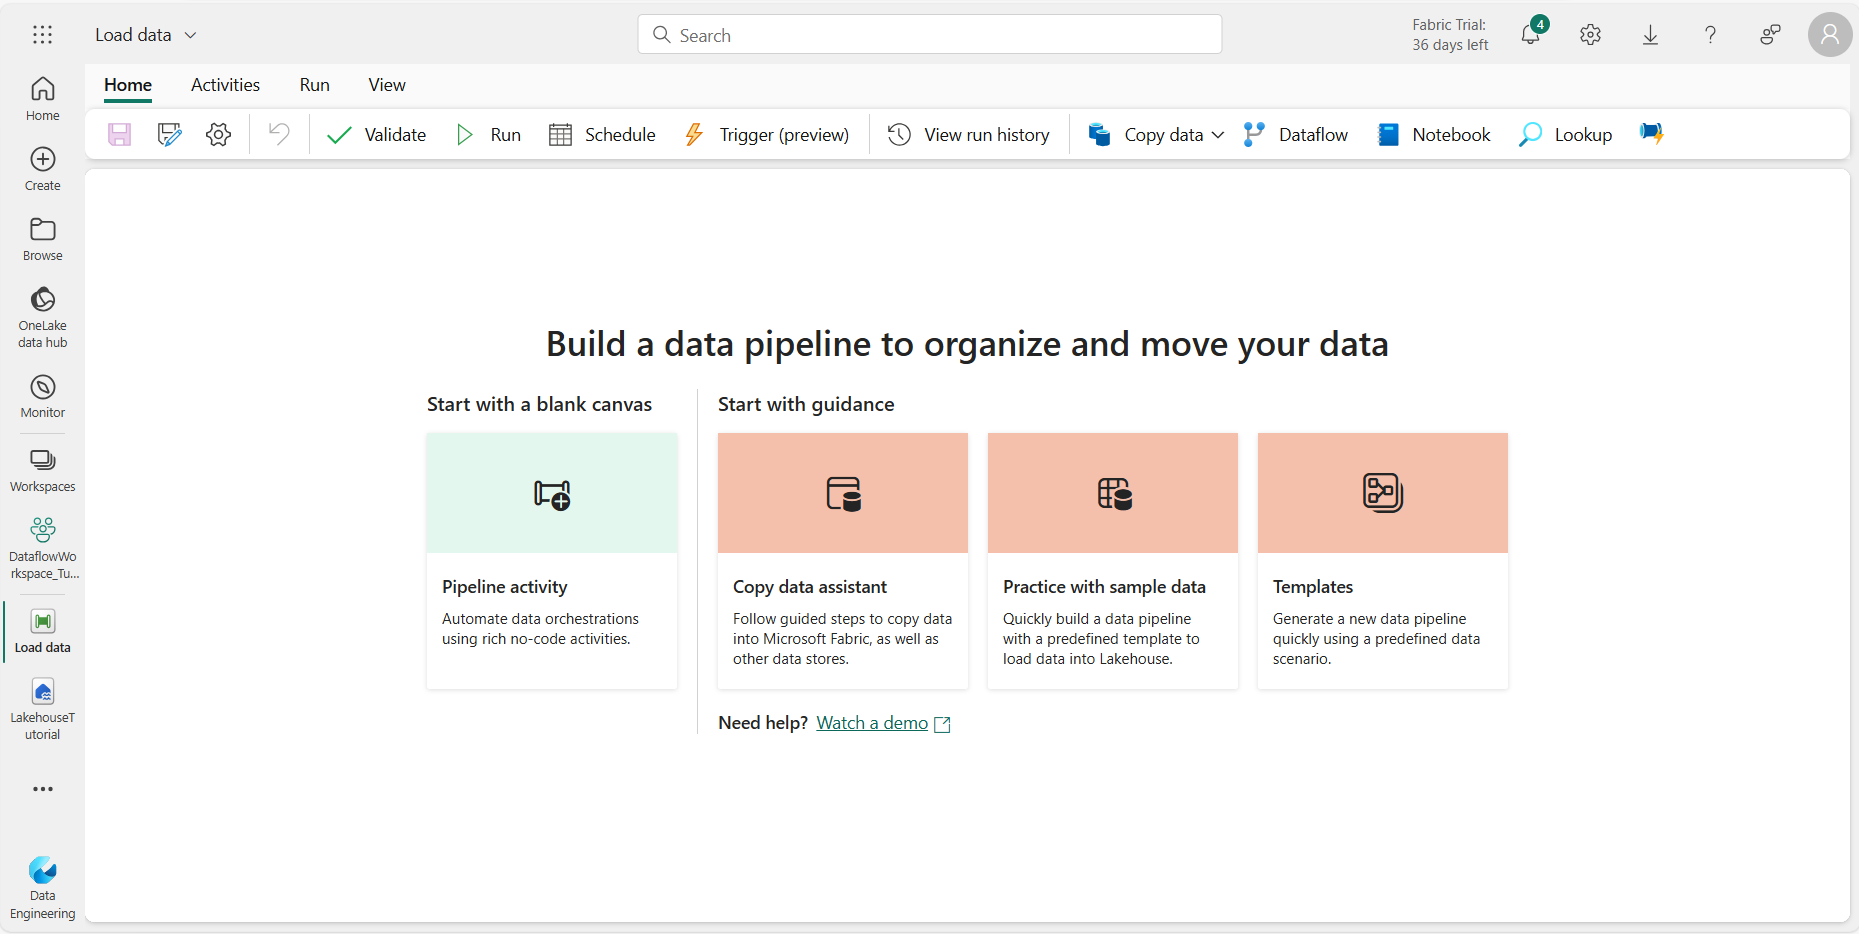 Load data
Search
Fabric Trial:
36 days left
4
Home
Activities
Run
View
Validate
Run
Schedule
Trigger (preview)
View run history
Copy data
Dataflow
Notebook
Lookup
Home
Create
Browse
OneLake
data hub
Monitor
Workspaces
DataflowWo
rkspace_Tu...
Load data
LakehouseT
utorial
Data
Engineering
Build a data pipeline to organize and move your data
Start with a blank canvas
Start with guidance
Pipeline activity
Automate data orchestrations
using rich no-code activities.
Copy data assistant
Follow guided steps to copy data
into Microsoft Fabric, as well as
other data stores.
Practice with sample data
Quickly build a data pipeline
with a predefined template to
load data into Lakehouse.
Templates
Generate a new data pipeline
quickly using a predefined data
scenario.
Need help? Watch a demo